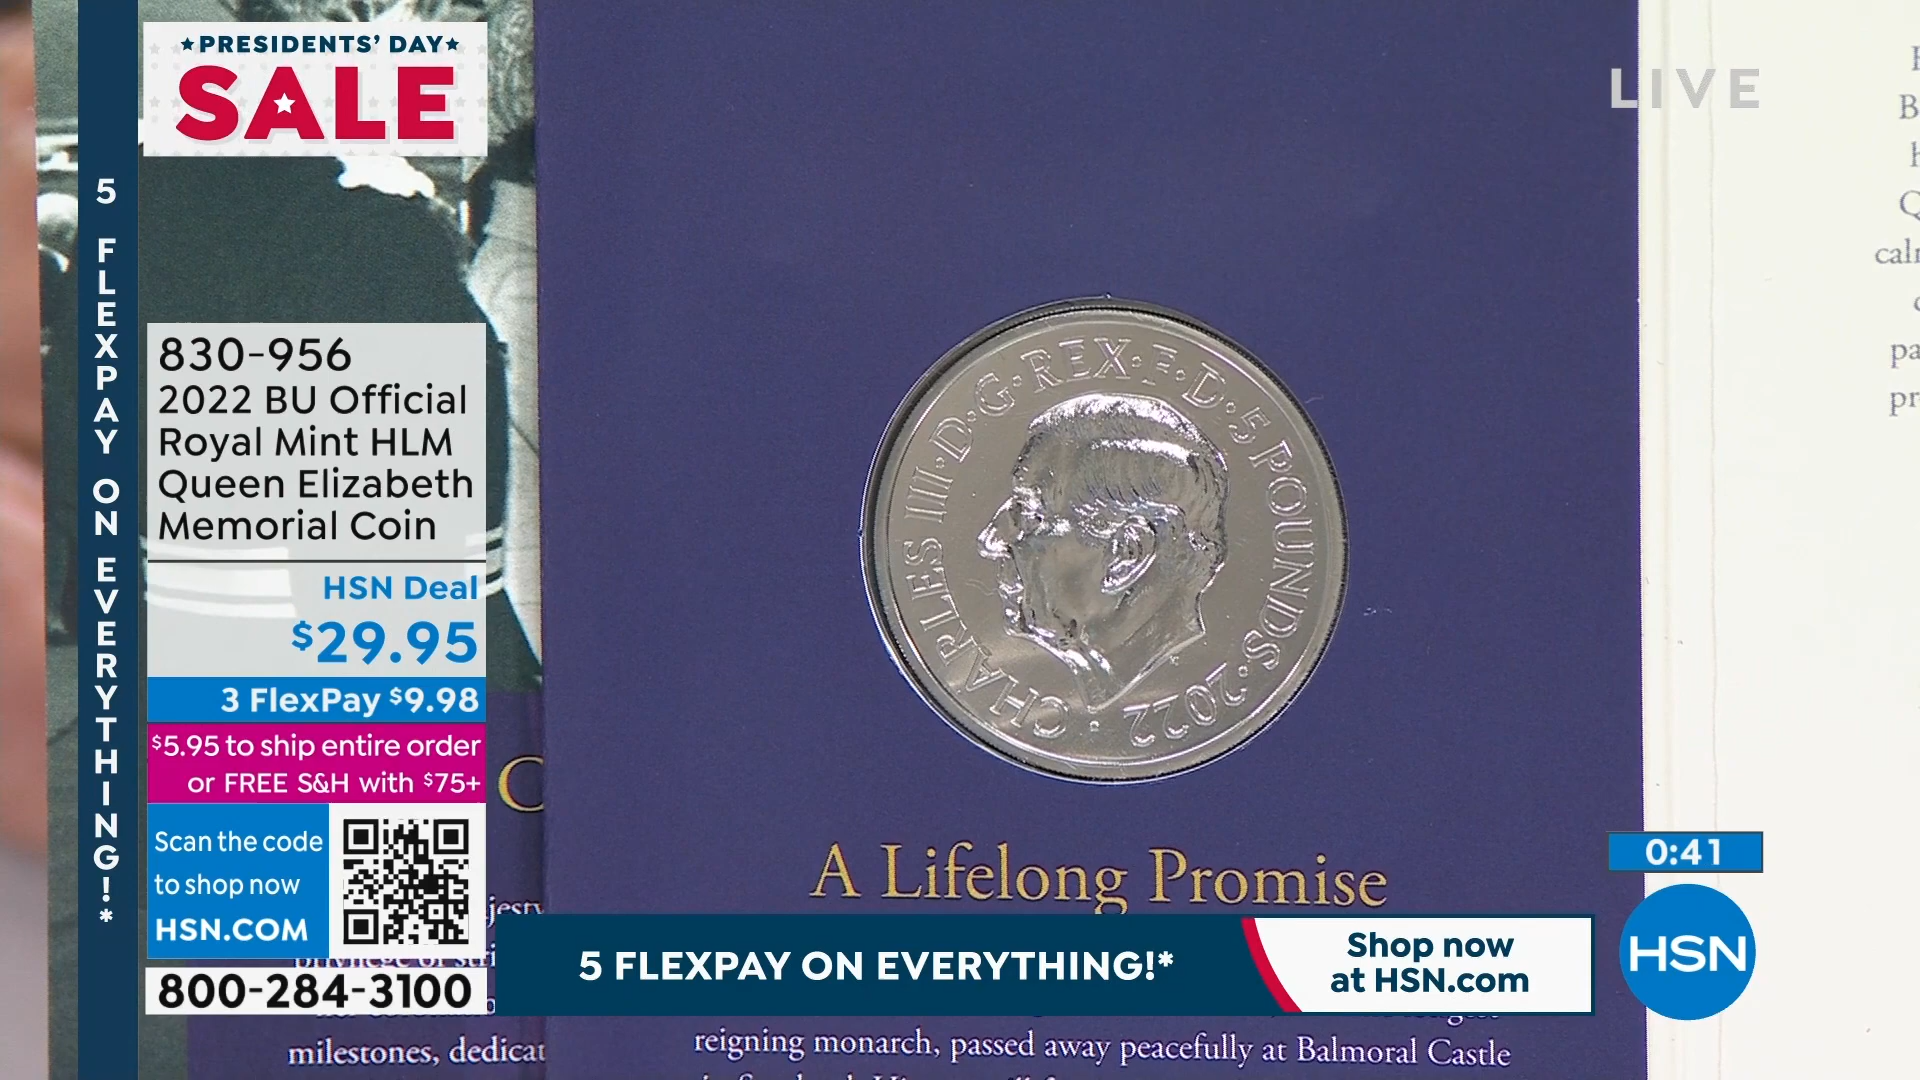 ★PRESIDENTS' DAY★
SALE
5 FLEXPAY ON EVERYTHING!*
830-956
2022 BU Official
Royal Mint HLM
Queen Elizabeth
Memorial Coin
HSN Deal
$29.95
3 FlexPay $9.98
$5.95 to ship entire order
or FREE S&H with $75+
Scan the code
to shop now
HSN.COM
800-284-3100
LIVE
CHARLES III·D·G·REX·F·D·5 POUNDS·2022·
A Lifelong Promise
reigning monarch, passed away peacefully at Balmoral Castle
milestones,
5 FLEXPAY ON EVERYTHING!*
Shop now
at HSN.com
0:41
HSN